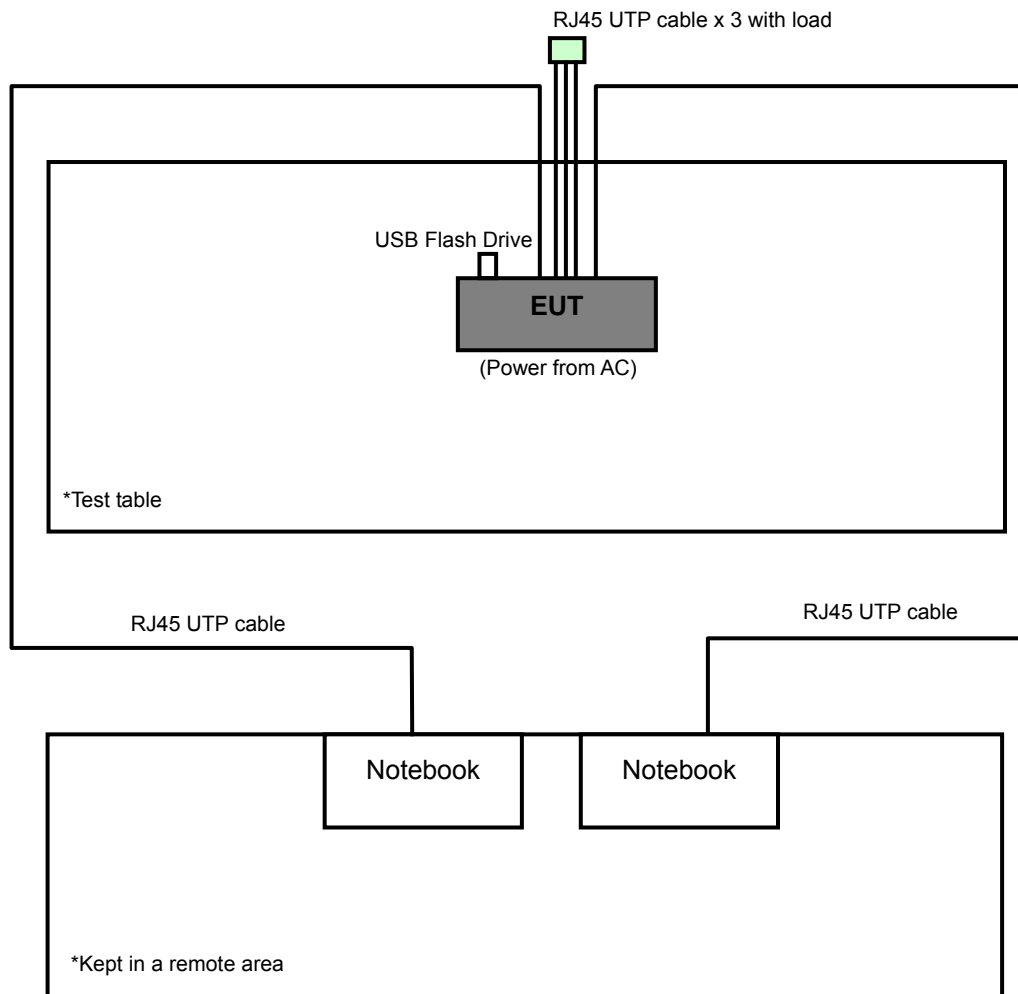 RJ45 UTP cable x 3 with load
USB Flash Drive
EUT
(Power from AC)
*Test table
RJ45 UTP cable
RJ45 UTP cable
Notebook
Notebook
*Kept in a remote area